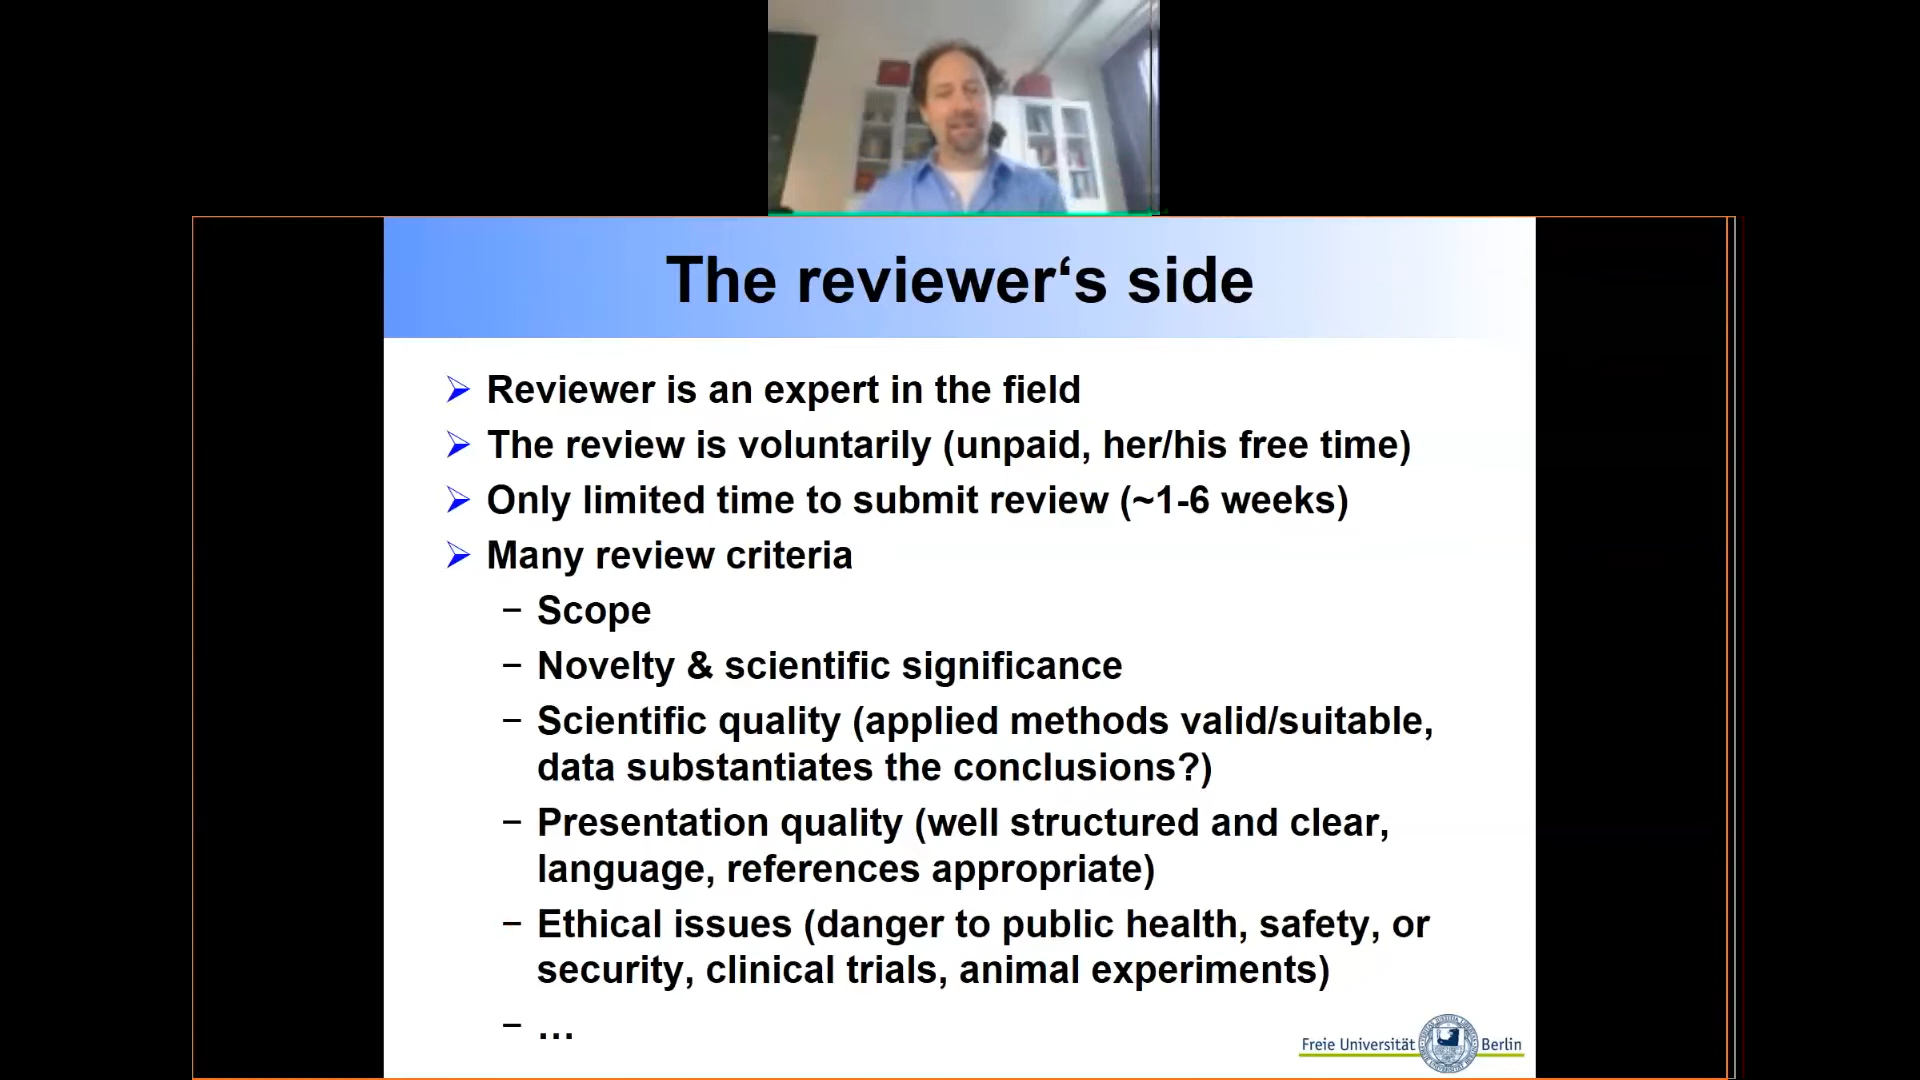 The reviewer‘s side
➢ Reviewer is an expert in the field
➢ The review is voluntarily (unpaid, her/his free time)
➢ Only limited time to submit review (~1-6 weeks)
➢ Many review criteria
– Scope
– Novelty & scientific significance
– Scientific quality (applied methods valid/suitable,
data substantiates the conclusions?)
– Presentation quality (well structured and clear,
language, references appropriate)
– Ethical issues (danger to public health, safety, or
security, clinical trials, animal experiments)
– …
Freie Universität Berlin